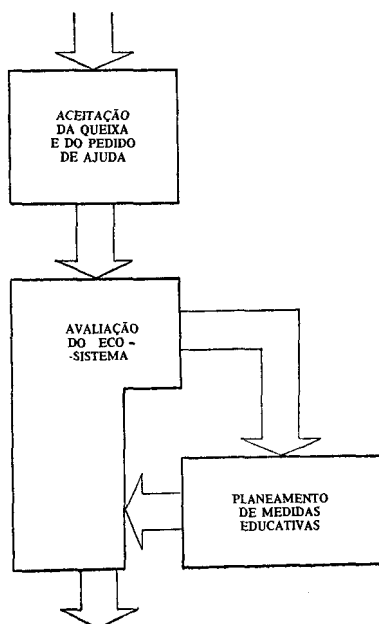 ACEITAÇÃO
DA QUEIXA
E DO PEDIDO
DE AJUDA
AVALIAÇÃO
DO ECO-
-SISTEMA
PLANEAMENTO
DE MEDIDAS
EDUCATIVAS